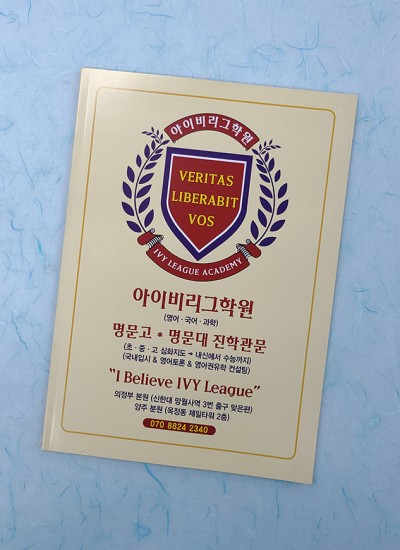 아이비리그학원
VERITAS
LIBERABIT
VOS
IVY LEAGUE ACADEMY
아이비리그학원
(영어 · 국어 · 과학)
명문고 * 명문대 진학관문
(초 · 중 · 고 심화지도 → 내신에서 수능까지)
(국내입시 & 영어토론 & 영어권유학 컨설팅)
“I Believe IVY League”
의정부 본원 (신한대 망월사역 3번 출구 맞은편)
양주 분원 (옥정동 제일타워 2층)
070 8824 2340